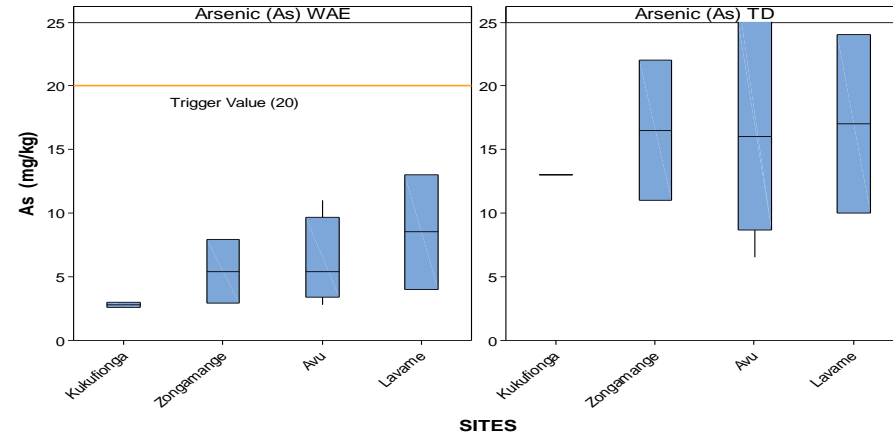 Arsenic (As) WAE
Arsenic (As) TD
As (mg/kg)
25
20
15
10
5
0
Trigger Value (20)
25
20
15
10
5
0
Kukufionga
Zongamange
Avu
Lavame
Kukufionga
Zongamange
Avu
Lavame
SITES